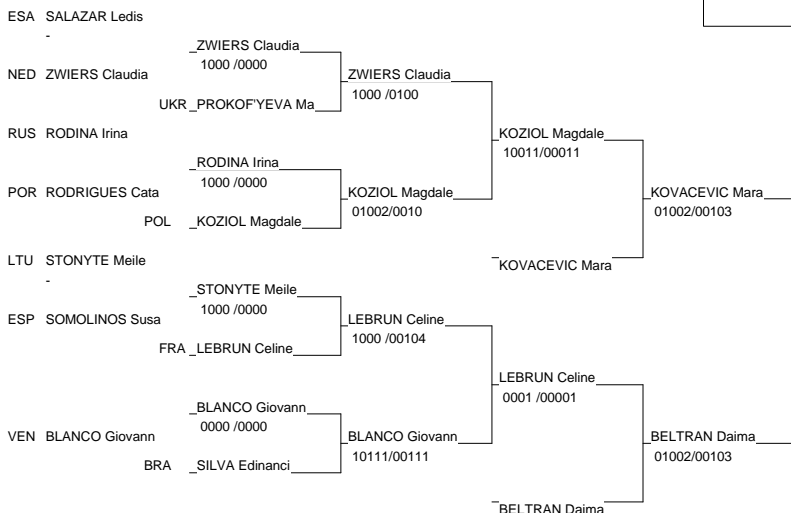 ESA SALAZAR Ledis
-
ZWIERS Claudia
1000 /0000
NED ZWIERS Claudia
ZWIERS Claudia
1000 /0100
UKR PROKOF'YEVA Ma
RUS RODINA Irina
KOZIOL Magdale
10011/00011
RODINA Irina
1000 /0000
POR RODRIGUES Cata
KOZIOL Magdale
01002/0010
KOVACEVIC Mara
01002/00103
POL KOZIOL Magdale
LTU STONYTE Meile
-
KOVACEVIC Mara
STONYTE Meile
1000 /0000
ESP SOMOLINOS Susa
LEBRUN Celine
1000 /00104
FRA LEBRUN Celine
LEBRUN Celine
0001 /00001
BLANCO Giovann
0000 /0000
VEN BLANCO Giovann
BLANCO Giovann
10111/00111
BELTRAN Daima
01002/00103
BRA SILVA Edinanci
BELTRAN Daima